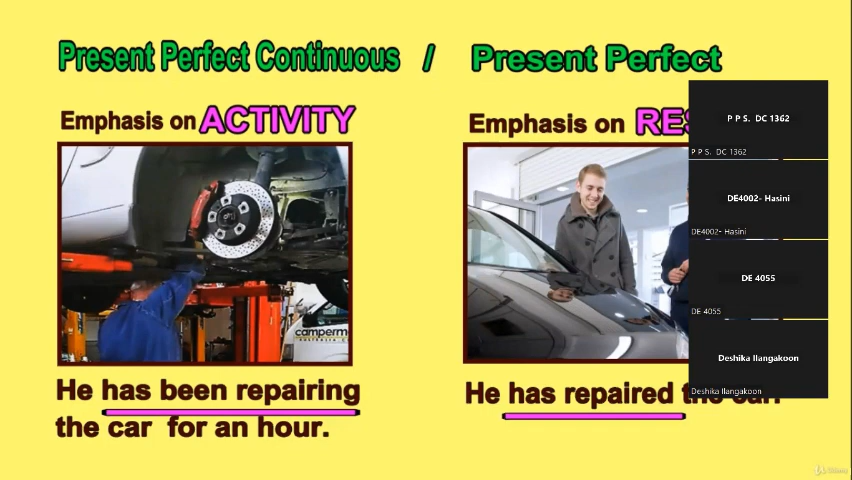 Present Perfect Continuous / Present Perfect
Emphasis on ACTIVITY
Emphasis on
He has been repairing
the car for an hour.
He has repaired the car.
P P S. DC 1362
P P S. DC 1362
DE4002- Hasini
DE4002- Hasini
DE 4055
DE 4055
Deshika Ilangakoon
Deshika Ilangakoon